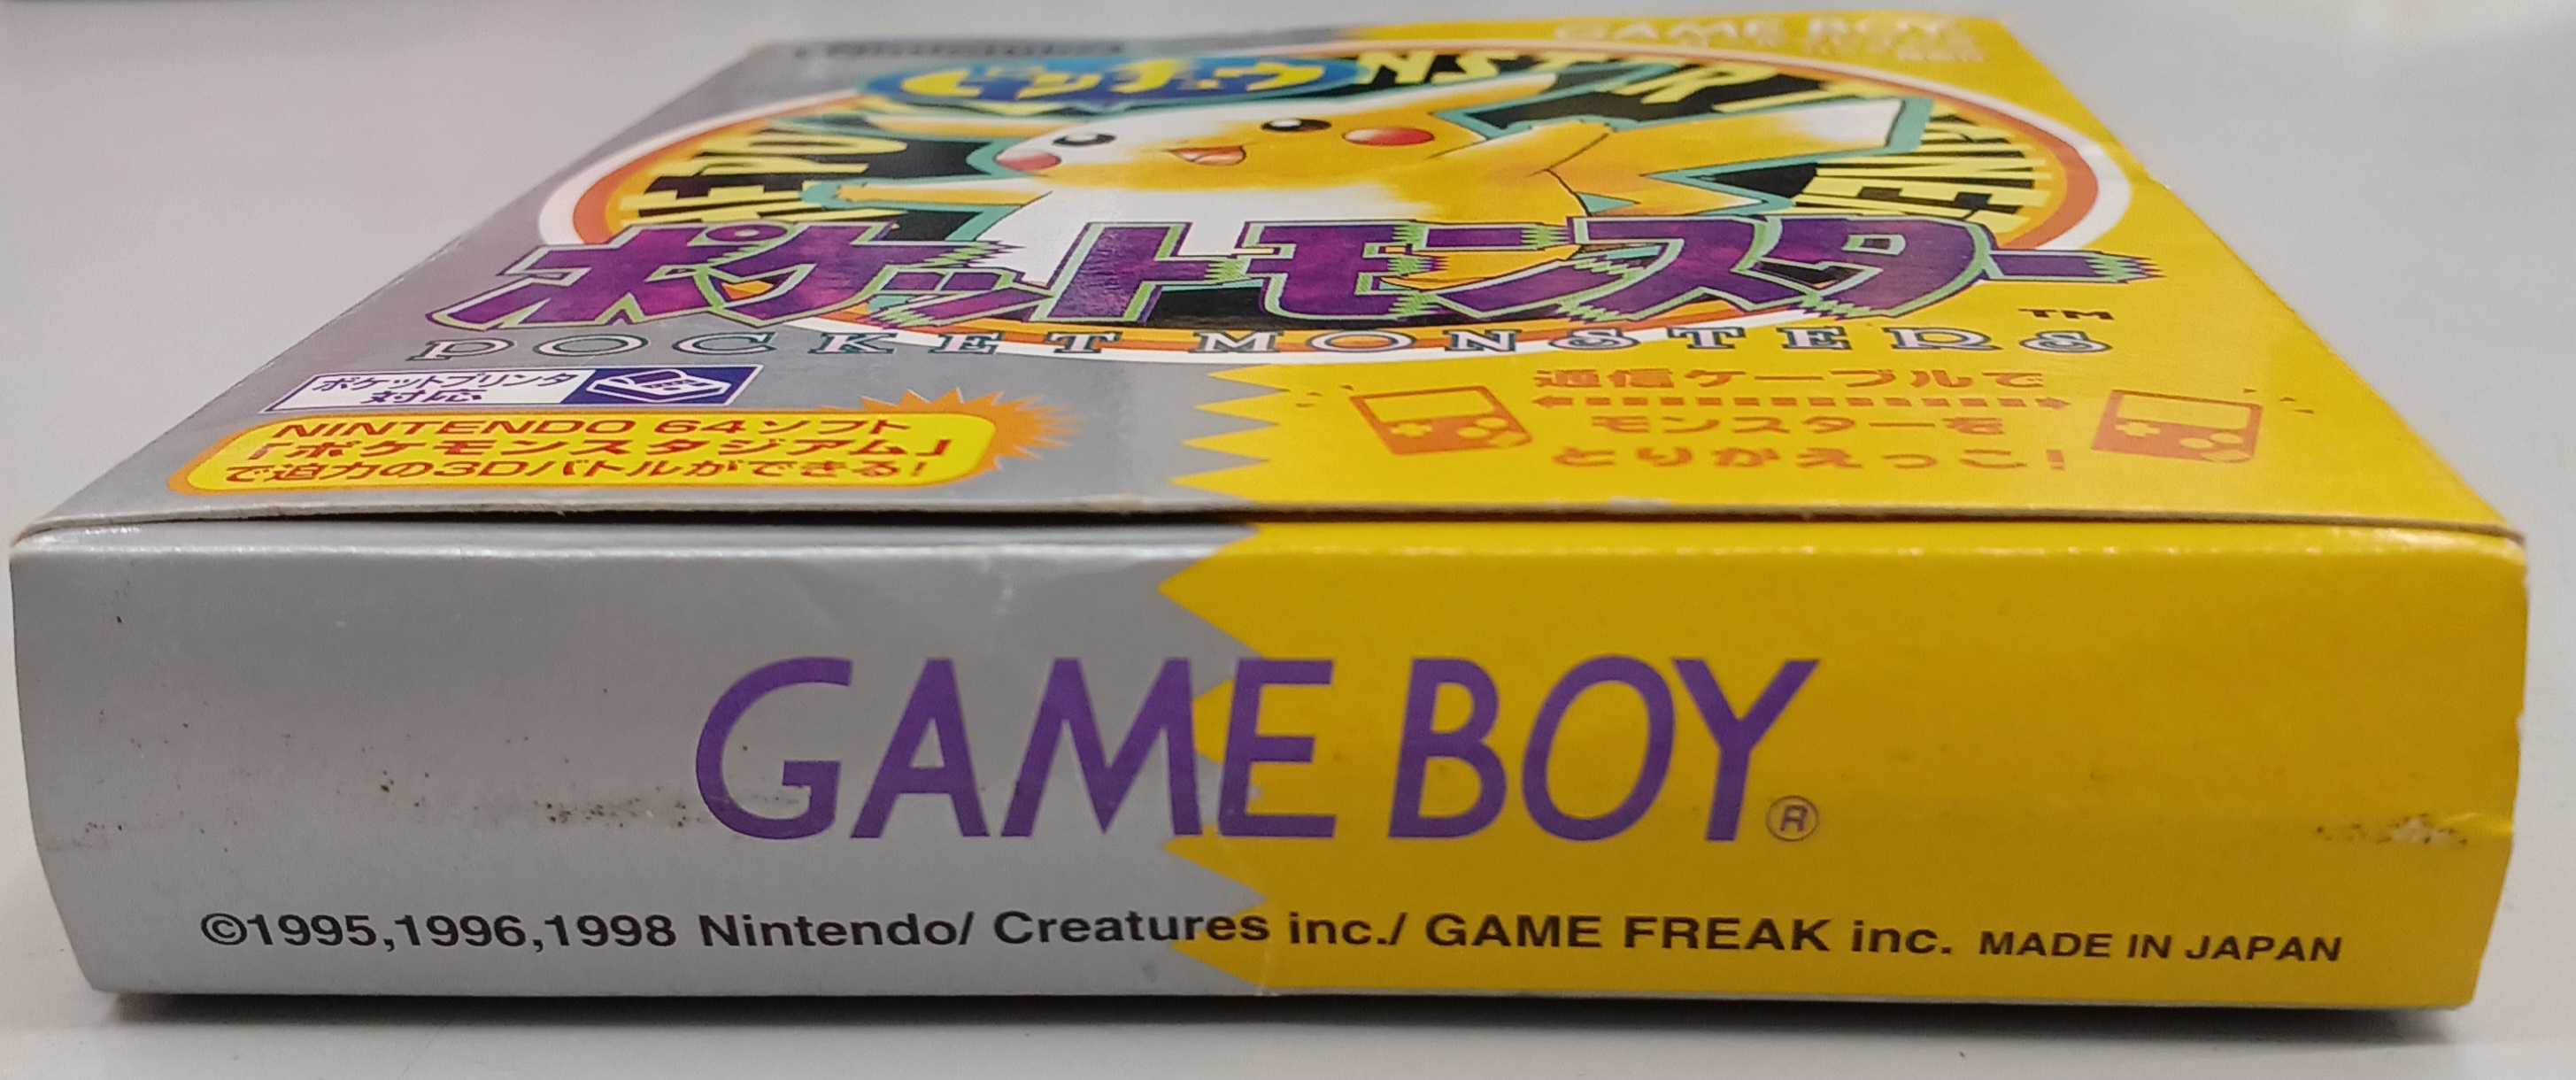 GAME BOY
ピカチュウ
ポケットモンスター
TM
POCKET MONSTERS
ポケットプリンタ
対応
NINTENDO 64ソフト
「ポケモンスタジアム」
で迫力の3Dバトルができる!
通信ケーブルで
モンスターを
とりかえっこ!
GAME BOY®
©1995,1996,1998 Nintendo/ Creatures inc./ GAME FREAK inc. MADE IN JAPAN